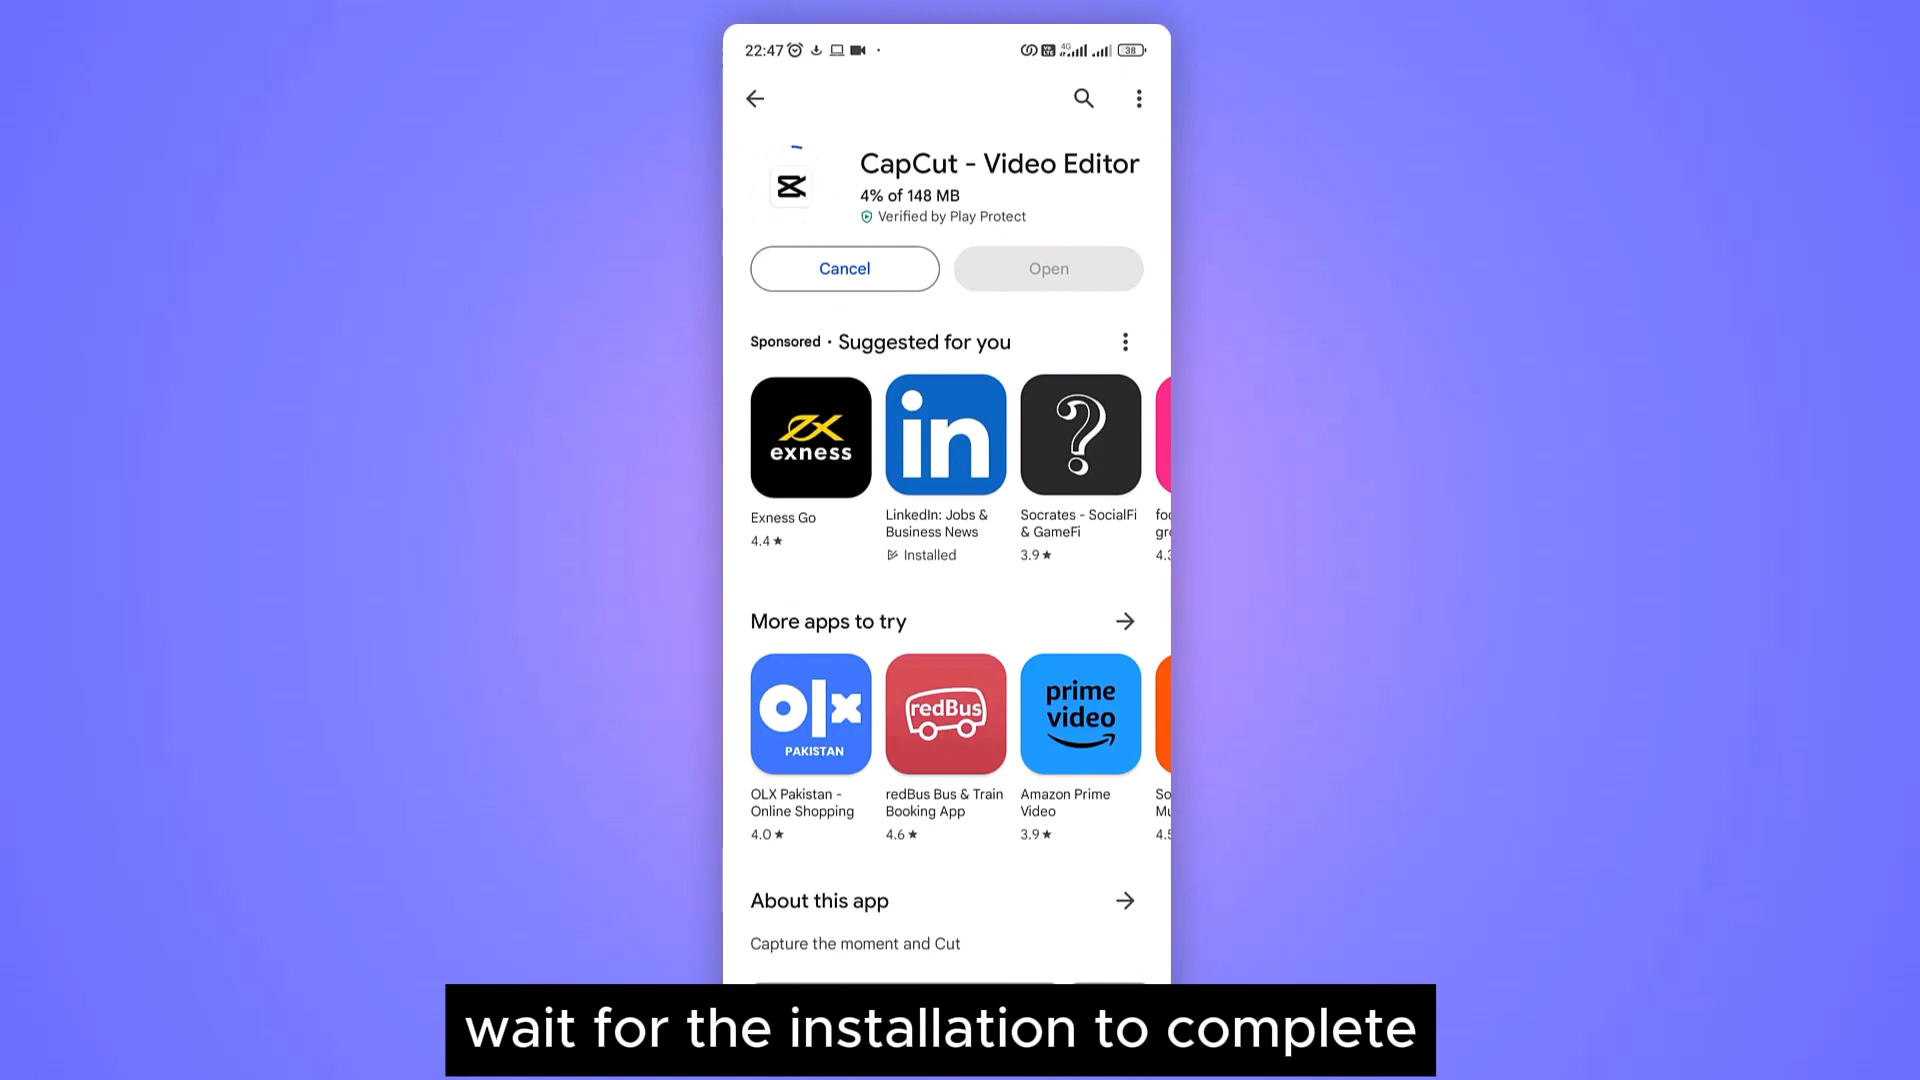 22:47
4G
38
CapCut - Video Editor
4% of 148 MB
Verified by Play Protect
Cancel
Open
Sponsored · Suggested for you
exness
in
?
Exness Go
4.4 ★
LinkedIn: Jobs &
Business News
Installed
Socrates - SocialFi
& GameFi
3.9 ★
More apps to try
olx
PAKISTAN
redBus
prime
video
OLX Pakistan -
Online Shopping
4.0 ★
redBus Bus & Train
Booking App
4.6 ★
Amazon Prime
Video
3.9 ★
About this app
Capture the moment and Cut
wait for the installation to complete